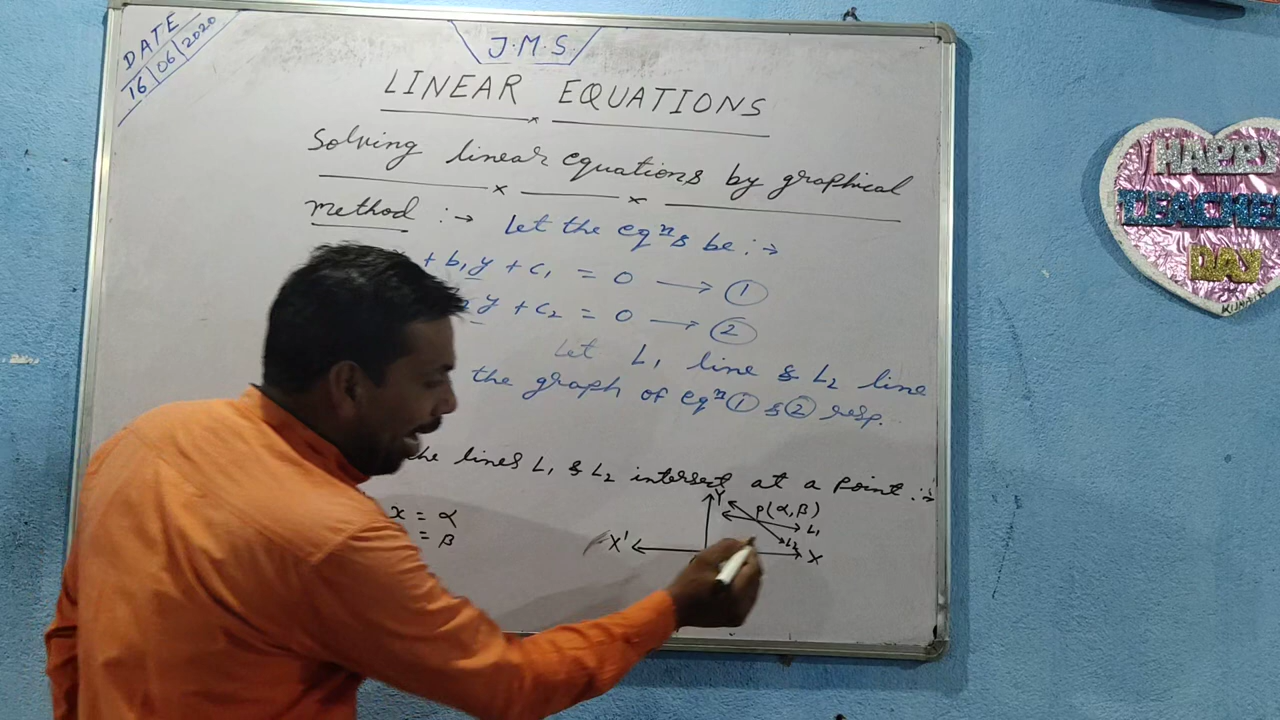 DATE
16/06/2020
J.M.S
LINEAR EQUATIONS
Solving linear equations by graphical
method :→ Let the eqⁿs be :→
+ b₁y + c₁ = 0 → ①
y + c₂ = 0 → ②
Let L₁ line & L₂ line
the graph of eqⁿ ① & ② resp.
the lines L₁ & L₂ intersect at a point :→
x = α
= β
Y
P(α, β)
L₁
L₂
X' X
HAPPY
TEACHE
DAY